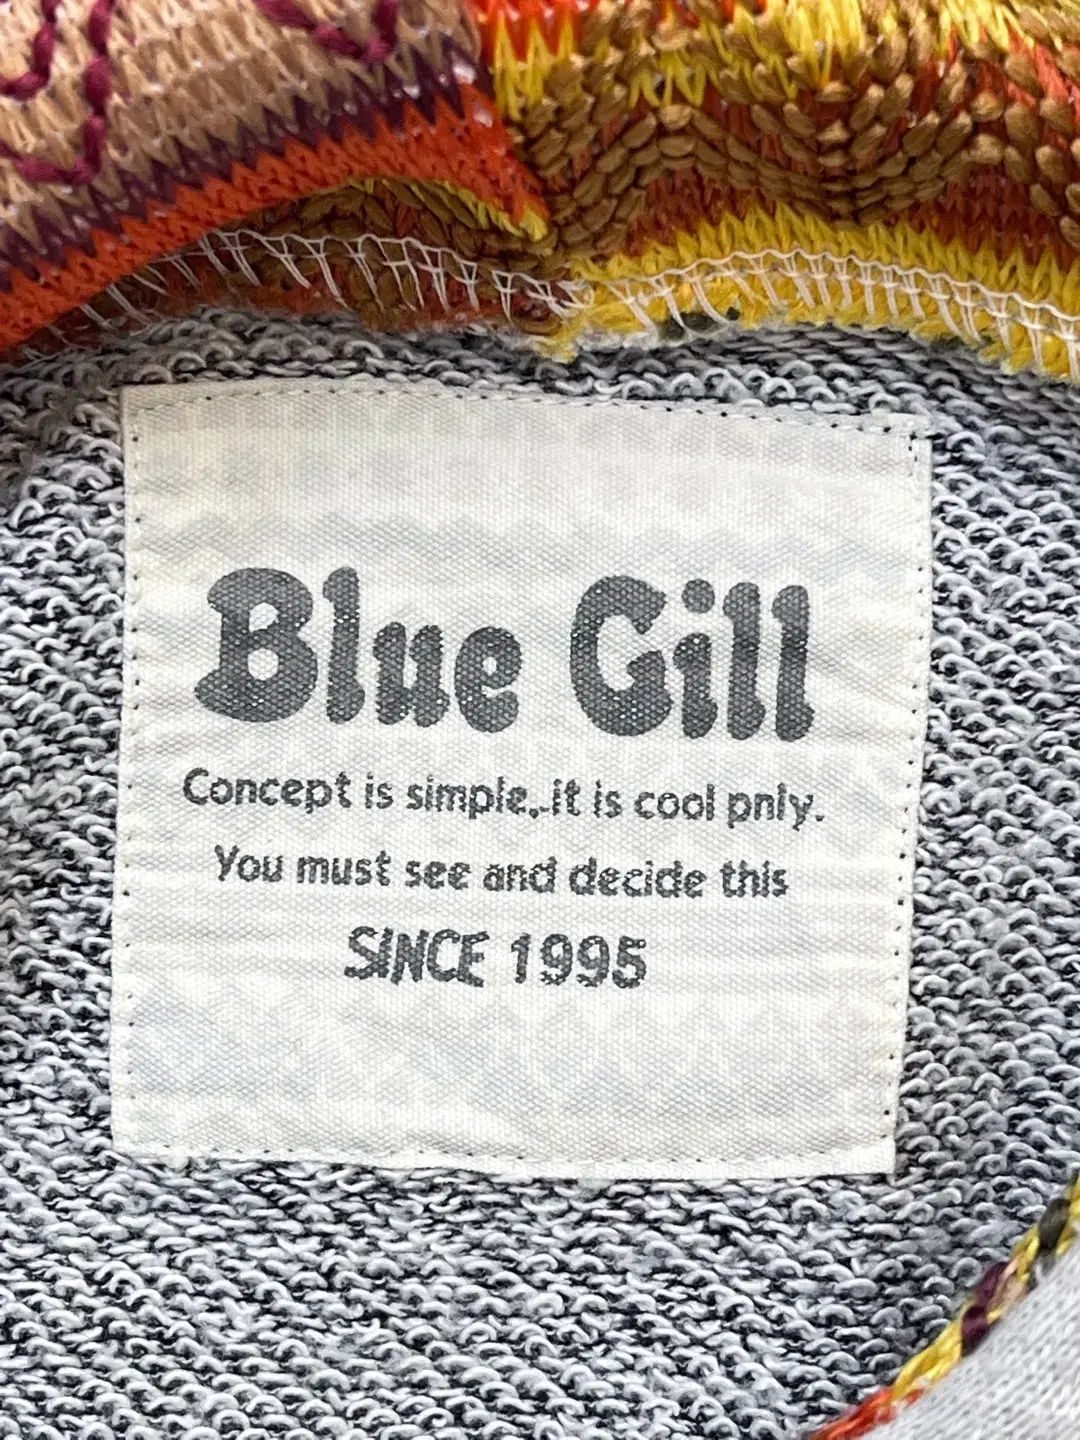 Blue Gill
Concept is simple,.it is cool pnly.
You must see and decide this
SINCE 1995